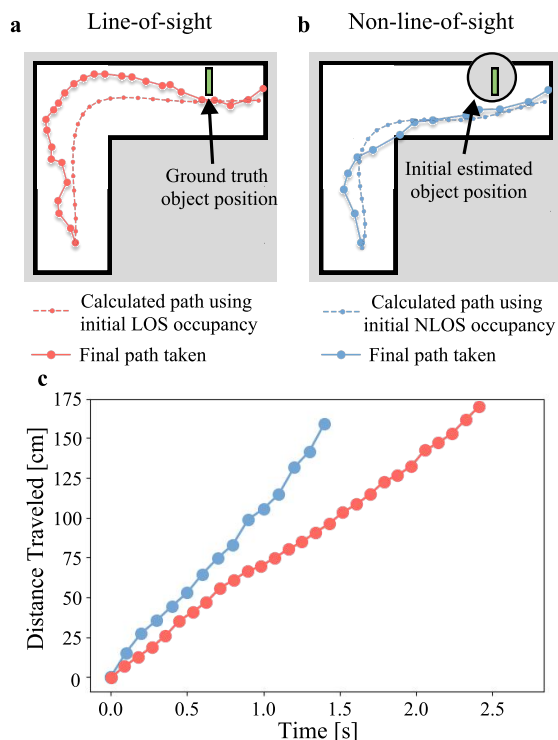 a Line-of-sight
b Non-line-of-sight
Ground truth
object position
Initial estimated
object position
Calculated path using
initial LOS occupancy
Final path taken
Calculated path using
initial NLOS occupancy
Final path taken
c
Distance Traveled [cm]
175
150
125
100
75
50
25
0
0.0 0.5 1.0 1.5 2.0 2.5
Time [s]